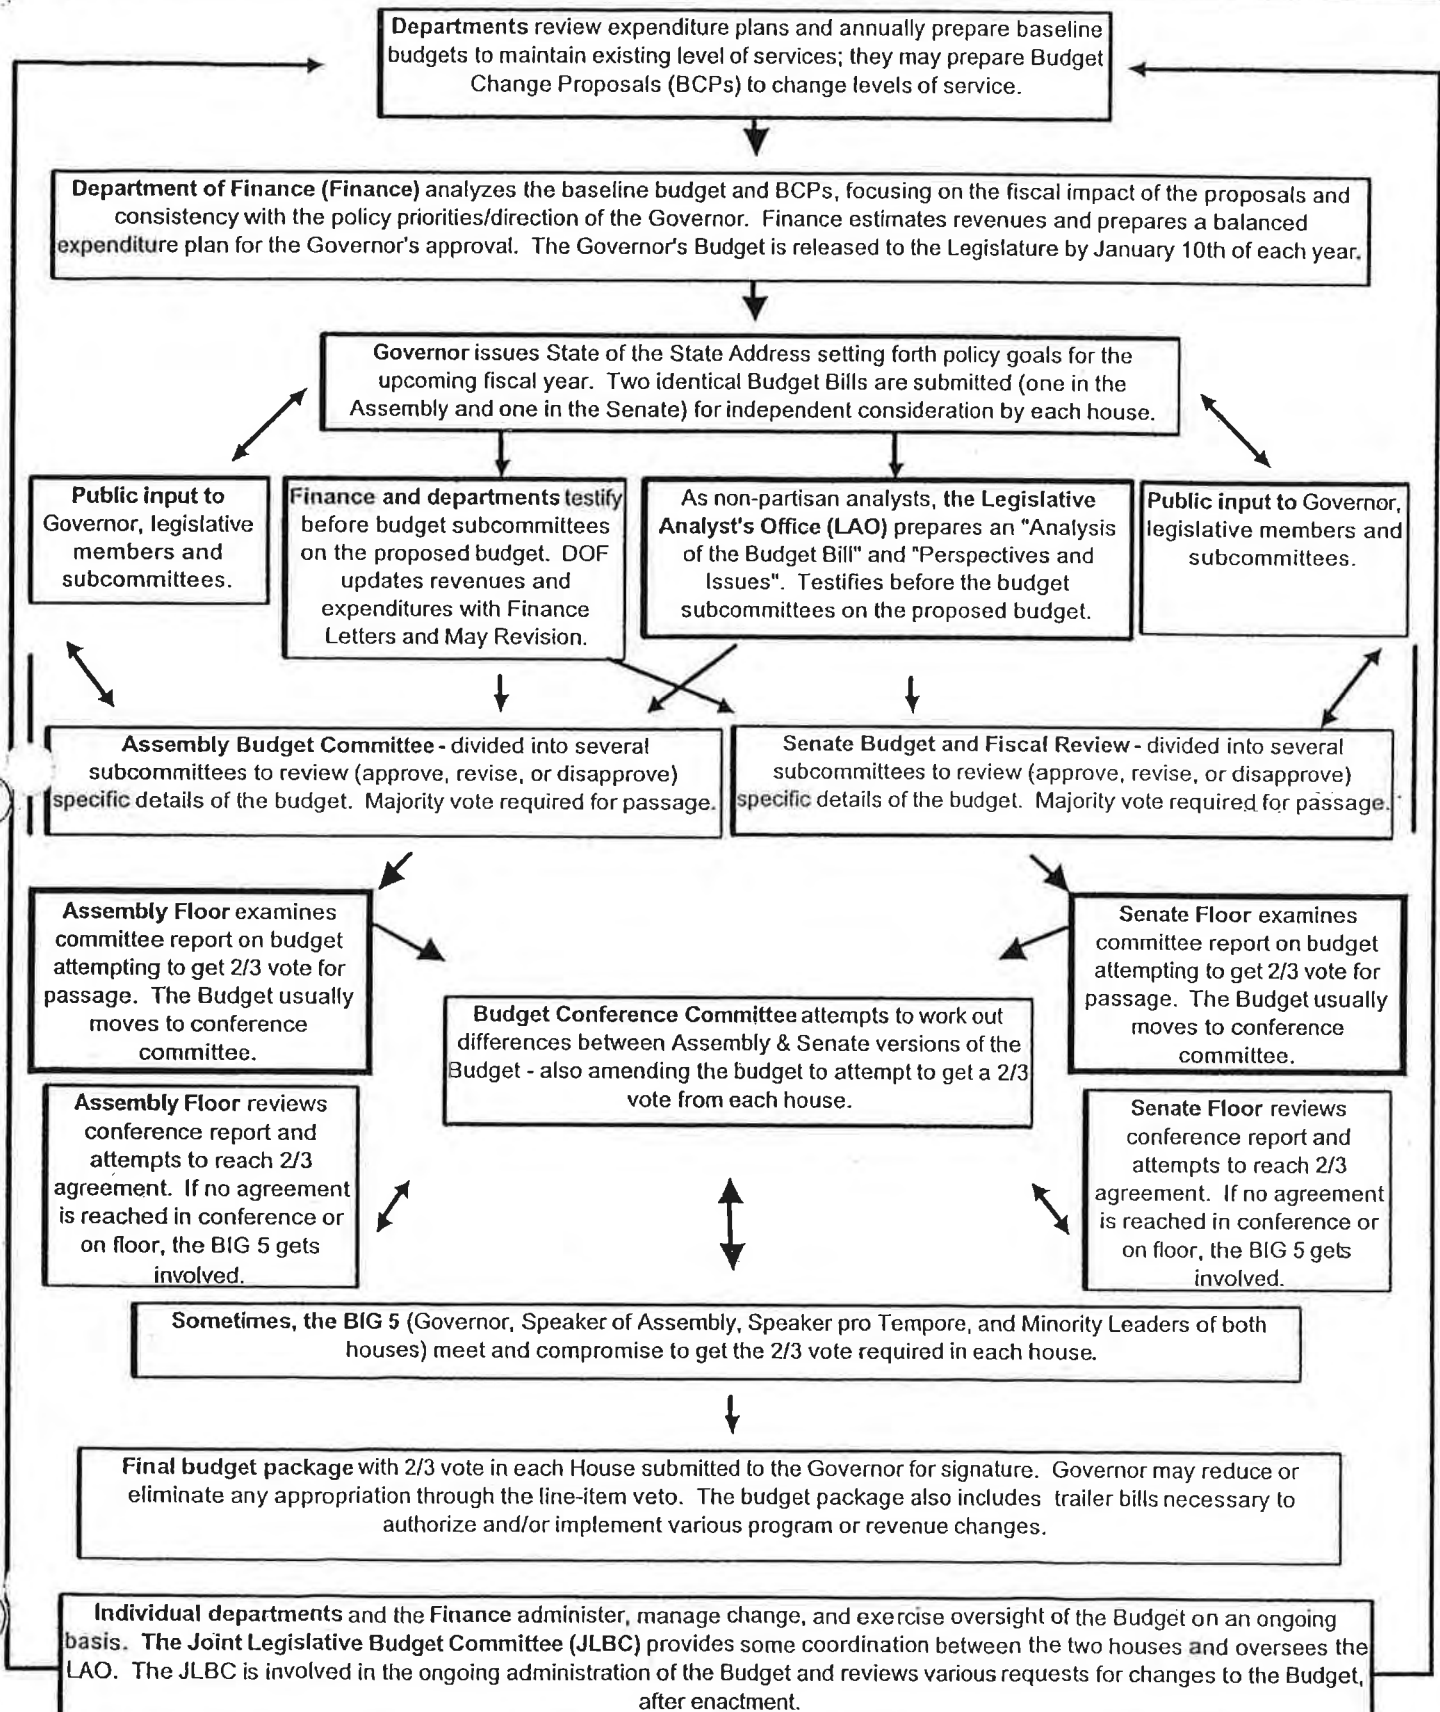 Departments review expenditure plans and annually prepare baseline
budgets to maintain existing level of services; they may prepare Budget
Change Proposals (BCPs) to change levels of service.
Department of Finance (Finance) analyzes the baseline budget and BCPs, focusing on the fiscal impact of the proposals and
consistency with the policy priorities/direction of the Governor. Finance estimates revenues and prepares a balanced
expenditure plan for the Governor's approval. The Governor's Budget is released to the Legislature by January 10th of each year.
Governor issues State of the State Address setting forth policy goals for the
upcoming fiscal year. Two identical Budget Bills are submitted (one in the
Assembly and one in the Senate) for independent consideration by each house.
Public input to
Governor, legislative
members and
subcommittees.
Finance and departments testify
before budget subcommittees
on the proposed budget. DOF
updates revenues and
expenditures with Finance
Letters and May Revision.
As non-partisan analysts, the Legislative
Analyst's Office (LAO) prepares an "Analysis
of the Budget Bill" and "Perspectives and
Issues". Testifies before the budget
subcommittees on the proposed budget.
Public input to Governor,
legislative members and
subcommittees.
Assembly Budget Committee - divided into several
subcommittees to review (approve, revise, or disapprove)
specific details of the budget. Majority vote required for passage.
Senate Budget and Fiscal Review - divided into several
subcommittees to review (approve, revise, or disapprove)
specific details of the budget. Majority vote required for passage.
Assembly Floor examines
committee report on budget
attempting to get 2/3 vote for
passage. The Budget usually
moves to conference
committee.
Senate Floor examines
committee report on budget
attempting to get 2/3 vote for
passage. The Budget usually
moves to conference
committee.
Budget Conference Committee attempts to work out
differences between Assembly & Senate versions of the
Budget - also amending the budget to attempt to get a 2/3
vote from each house.
Assembly Floor reviews
conference report and
attempts to reach 2/3
agreement. If no agreement
is reached in conference or
on floor, the BIG 5 gets
involved.
Senate Floor reviews
conference report and
attempts to reach 2/3
agreement. If no agreement
is reached in conference or
on floor, the BIG 5 gets
involved.
Sometimes, the BIG 5 (Governor, Speaker of Assembly, Speaker pro Tempore, and Minority Leaders of both
houses) meet and compromise to get the 2/3 vote required in each house.
Final budget package with 2/3 vote in each House submitted to the Governor for signature. Governor may reduce or
eliminate any appropriation through the line-item veto. The budget package also includes trailer bills necessary to
authorize and/or implement various program or revenue changes.
Individual departments and the Finance administer, manage change, and exercise oversight of the Budget on an ongoing
basis. The Joint Legislative Budget Committee (JLBC) provides some coordination between the two houses and oversees the
LAO. The JLBC is involved in the ongoing administration of the Budget and reviews various requests for changes to the Budget,
after enactment.